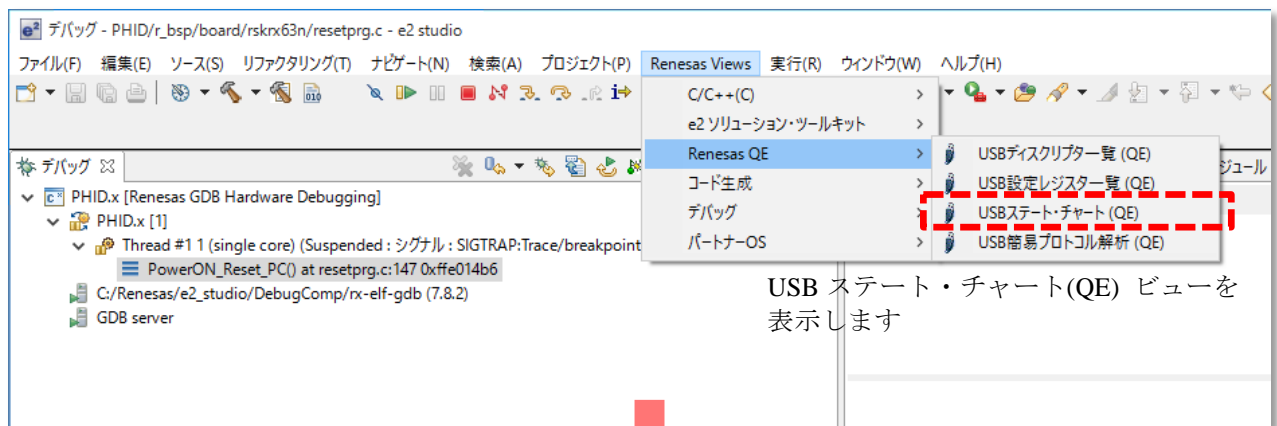 デバッグ - PHID/r_bsp/board/rskrx63n/resetprg.c - e2 studio
ファイル(F) 編集(E) ソース(S) リファクタリング(T) ナビゲート(N) 検索(A) プロジェクト(P) Renesas Views 実行(R) ウィンドウ(W) ヘルプ(H)
C/C++(C)
e2 ソリューション・ツールキット
Renesas QE
コード生成
デバッグ
パートナーOS
USBディスクリプタ一覧 (QE)
USB設定レジスタ一覧 (QE)
USBステート・チャート (QE)
USB簡易プロトコル解析 (QE)
ジュール
デバッグ
PHID.x [Renesas GDB Hardware Debugging]
PHID.x [1]
Thread #1 1 (single core) (Suspended : シグナル : SIGTRAP:Trace/breakpoint
PowerON_Reset_PC() at resetprg.c:147 0xffe014b6
C:/Renesas/e2_studio/DebugComp/rx-elf-gdb (7.8.2)
GDB server
USB ステート・チャート(QE) ビューを
表示します